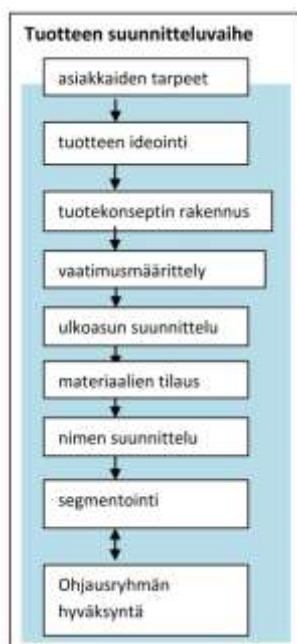 Tuotteen suunnitteluvaihe
asiakkaiden tarpeet
tuotteen ideointi
tuotekonseptin rakennus
vaatimusmäärittely
ulkoasun suunnittelu
materiaalien tilaus
nimen suunnittelu
segmentointi
Ohjausryhmän
hyväksyntä